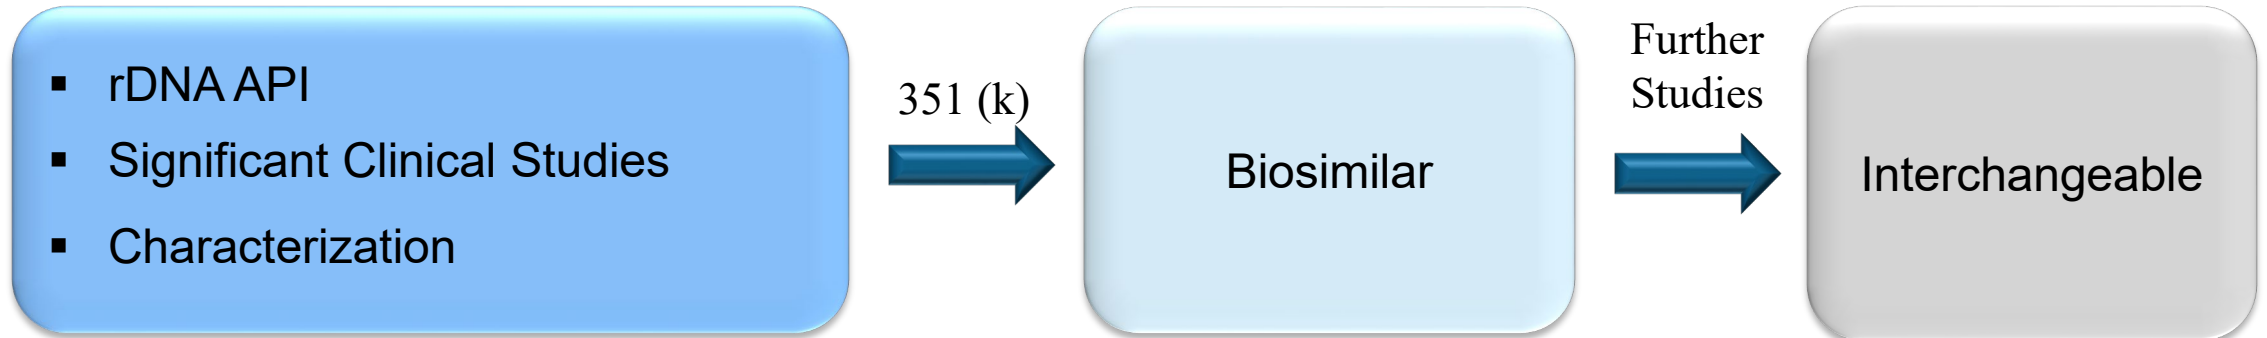 ▪ rDNA API
▪ Significant Clinical Studies
▪ Characterization
351 (k)
Biosimilar
Further
Studies
Interchangeable